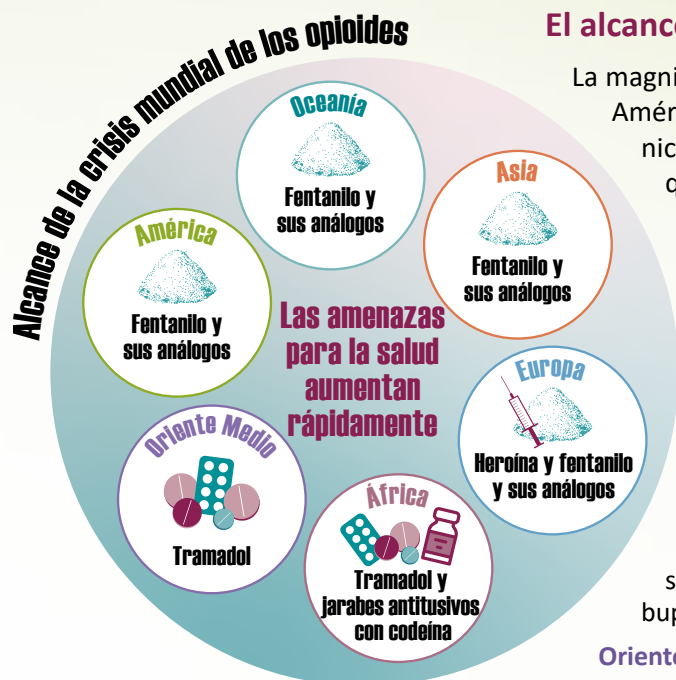 Alcance de la crisis mundial de los opioides
El alcance
La magni
Amér
nic
q
Oceanía
Fentanilo y
sus análogos
Asia
Fentanilo y
sus análogos
América
Fentanilo y
sus análogos
Las amenazas
para la salud
aumentan
rápidamente
Europa
Heroína y fentanilo
y sus análogos
Oriente Medio
Tramadol
África
Tramadol y
jarabes antitusivos
con codeína
s
bup
Oriente